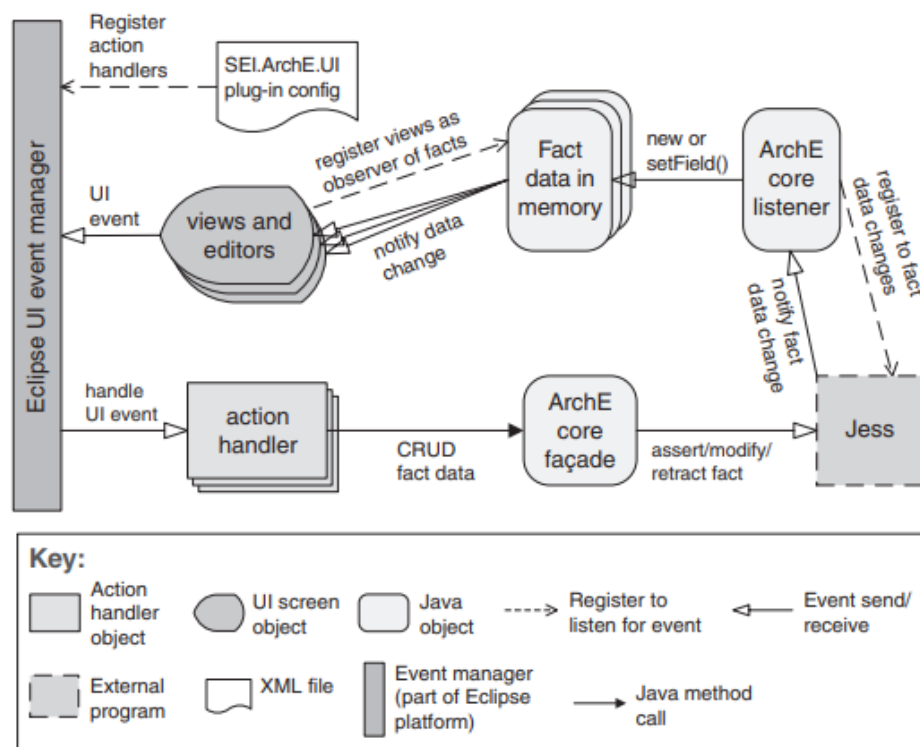 Register
action
handlers
SEI.ArchE.UI
plug-in config
Eclipse UI event manager
UI
event
views and
editors
register views as
observer of facts
notify data
change
Fact
data in
memory
new or
setField()
ArchE
core
listener
register to fact
data changes
notify fact
data change
handle
UI event
action
handler
CRUD
fact data
ArchE
core
façade
assert/modify/
retract fact
Jess
Key:
Action
handler
object
UI screen
object
Java
object
Register to
listen for event
Event send/
receive
External
program
XML file
Event manager
(part of Eclipse
platform)
Java method
call